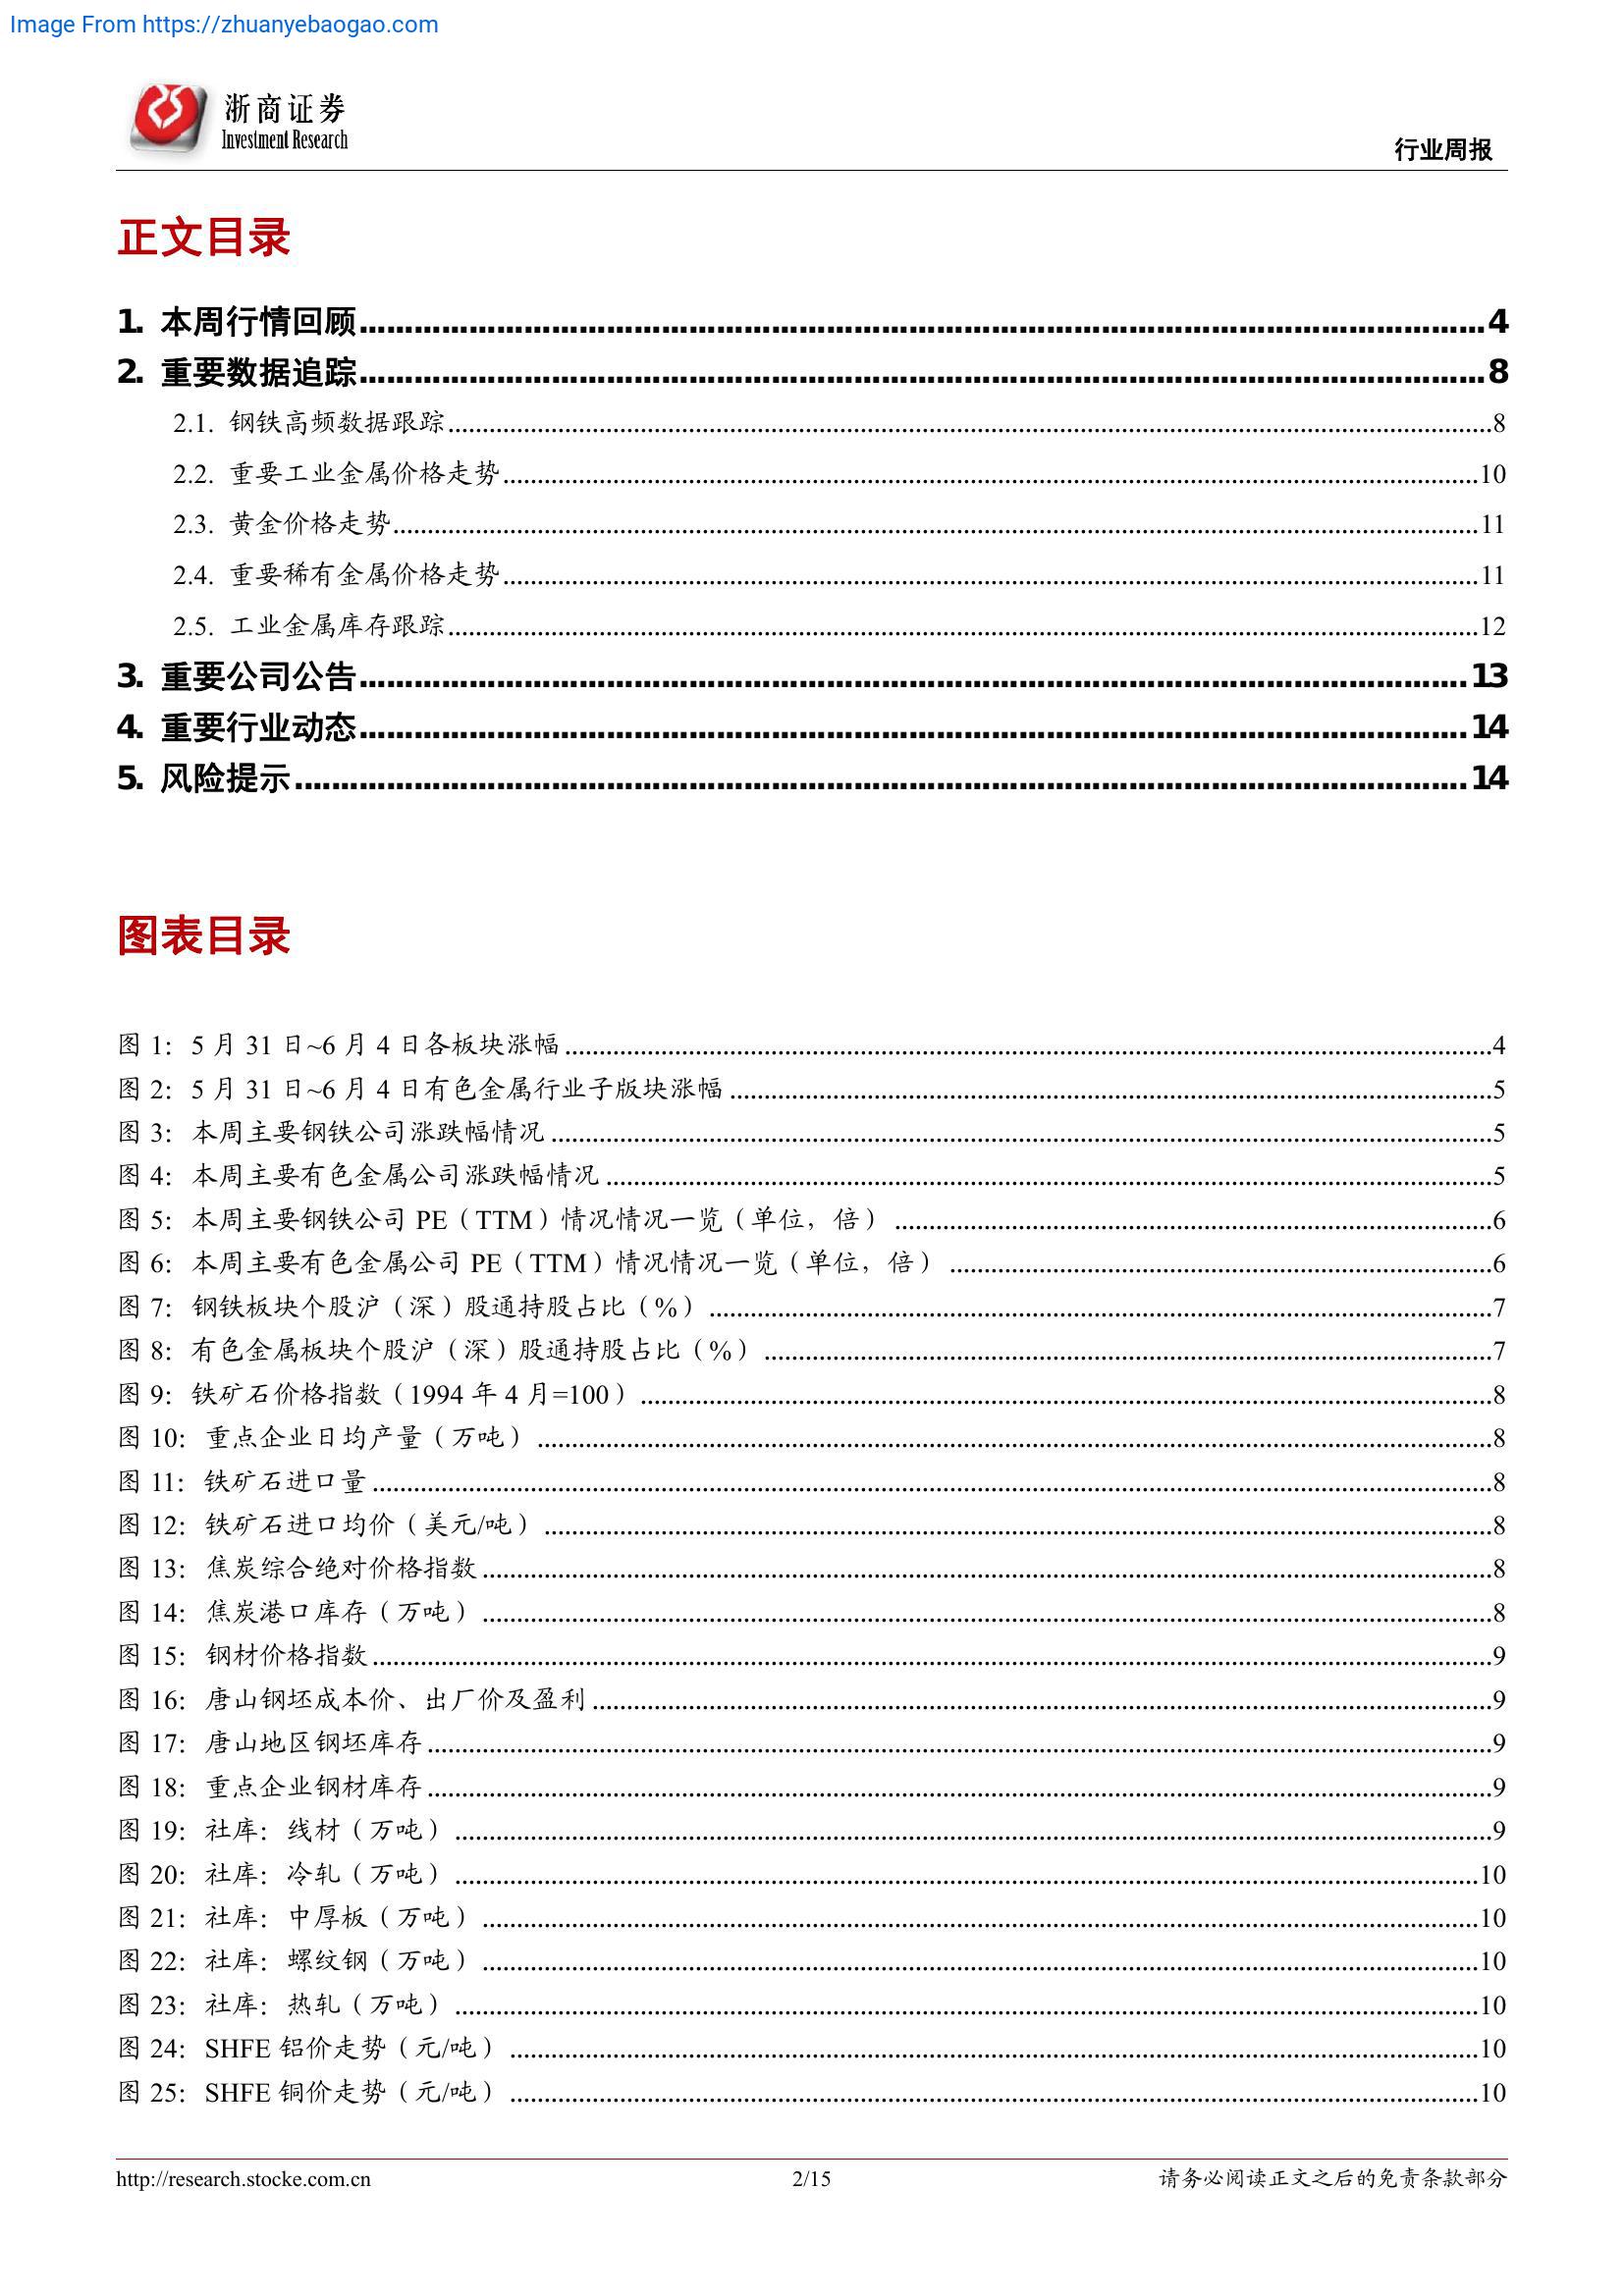 Image From https://zhuanyebaogao.com
浙商证券
Investment Research
行业周报
正文目录
1. 本周行情回顾........................................4
2. 重要数据追踪........................................8
2.1. 钢铁高频数据跟踪........................................8
2.2. 重要工业金属价格走势........................................10
2.3. 黄金价格走势........................................11
2.4. 重要稀有金属价格走势........................................11
2.5. 工业金属库存跟踪........................................12
3. 重要公司公告........................................13
4. 重要行业动态........................................14
5. 风险提示........................................14
图表目录
图 1：5 月 31 日~6 月 4 日各板块涨幅........................................4
图 2：5 月 31 日~6 月 4 日有色金属行业子版块涨幅........................................5
图 3：本周主要钢铁公司涨跌幅情况........................................5
图 4：本周主要有色金属公司涨跌幅情况........................................5
图 5：本周主要钢铁公司 PE（TTM）情况情况一览（单位，倍）........................................6
图 6：本周主要有色金属公司 PE（TTM）情况情况一览（单位，倍）........................................6
图 7：钢铁板块个股沪（深）股通持股占比（%）........................................7
图 8：有色金属板块个股沪（深）股通持股占比（%）........................................7
图 9：铁矿石价格指数（1994 年 4 月=100）........................................8
图 10：重点企业日均产量（万吨）........................................8
图 11：铁矿石进口量........................................8
图 12：铁矿石进口均价（美元/吨）........................................8
图 13：焦炭综合绝对价格指数........................................8
图 14：焦炭港口库存（万吨）........................................8
图 15：钢材价格指数........................................9
图 16：唐山钢坯成本价、出厂价及盈利........................................9
图 17：唐山地区钢坯库存........................................9
图 18：重点企业钢材库存........................................9
图 19：社库：线材（万吨）........................................9
图 20：社库：冷轧（万吨）........................................10
图 21：社库：中厚板（万吨）........................................10
图 22：社库：螺纹钢（万吨）........................................10
图 23：社库：热轧（万吨）........................................10
图 24：SHFE 铝价走势（元/吨）........................................10
图 25：SHFE 铜价走势（元/吨）........................................10
http://research.stocke.com.cn
2/15
请务必阅读正文之后的免责条款部分